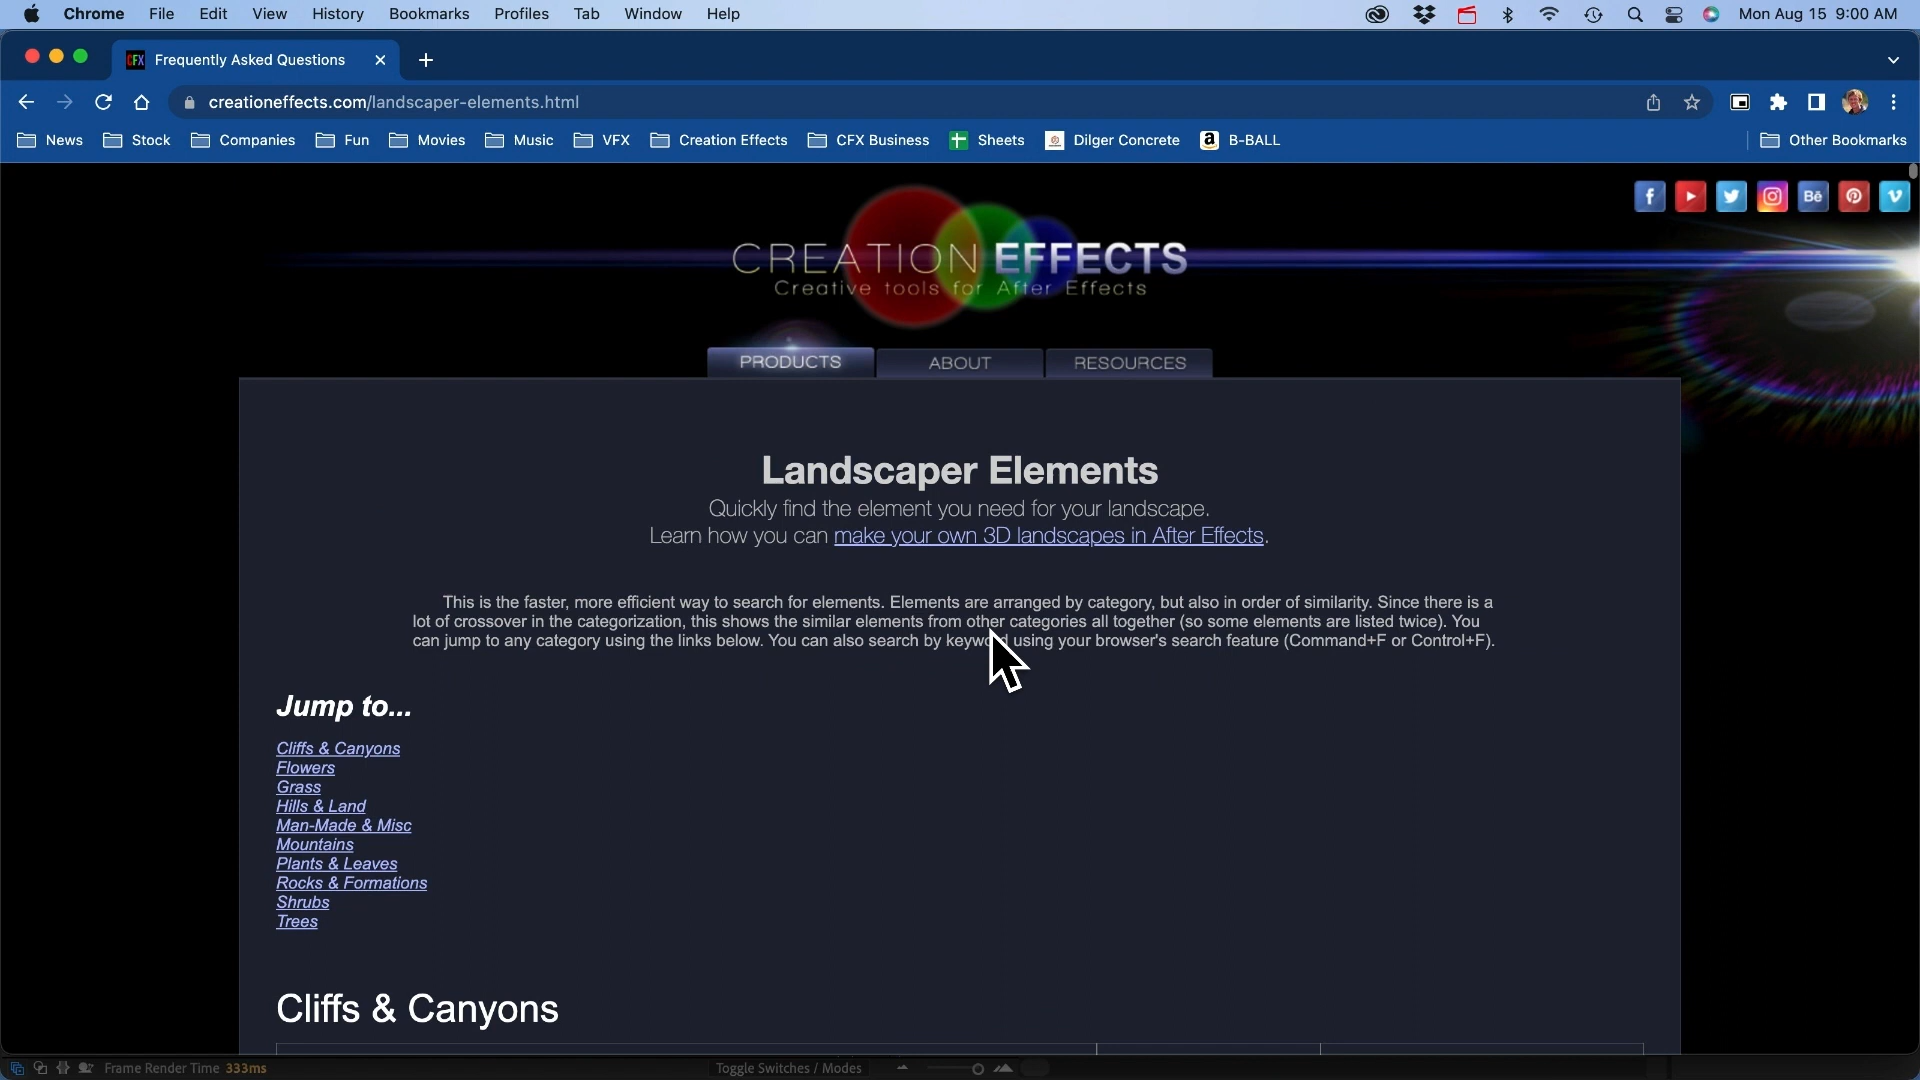 Chrome File Edit View History Bookmarks Profiles Tab Window Help Mon Aug 15 9:00 AM
CFX Frequently Asked Questions
creationeffects.com/landscaper-elements.html
News Stock Companies Fun Movies Music VFX Creation Effects CFX Business Sheets Dilger Concrete B-BALL Other Bookmarks
CREATION EFFECTS
Creative tools for After Effects
PRODUCTS ABOUT RESOURCES
Landscaper Elements
Quickly find the element you need for your landscape.
Learn how you can make your own 3D landscapes in After Effects.
This is the faster, more efficient way to search for elements. Elements are arranged by category, but also in order of similarity. Since there is a
lot of crossover in the categorization, this shows the similar elements from other categories all together (so some elements are listed twice). You
can jump to any category using the links below. You can also search by keyword using your browser's search feature (Command+F or Control+F).
Jump to...
Cliffs & Canyons
Flowers
Grass
Hills & Land
Man-Made & Misc
Mountains
Plants & Leaves
Rocks & Formations
Shrubs
Trees
Cliffs & Canyons
Frame Render Time 333ms Toggle Switches / Modes